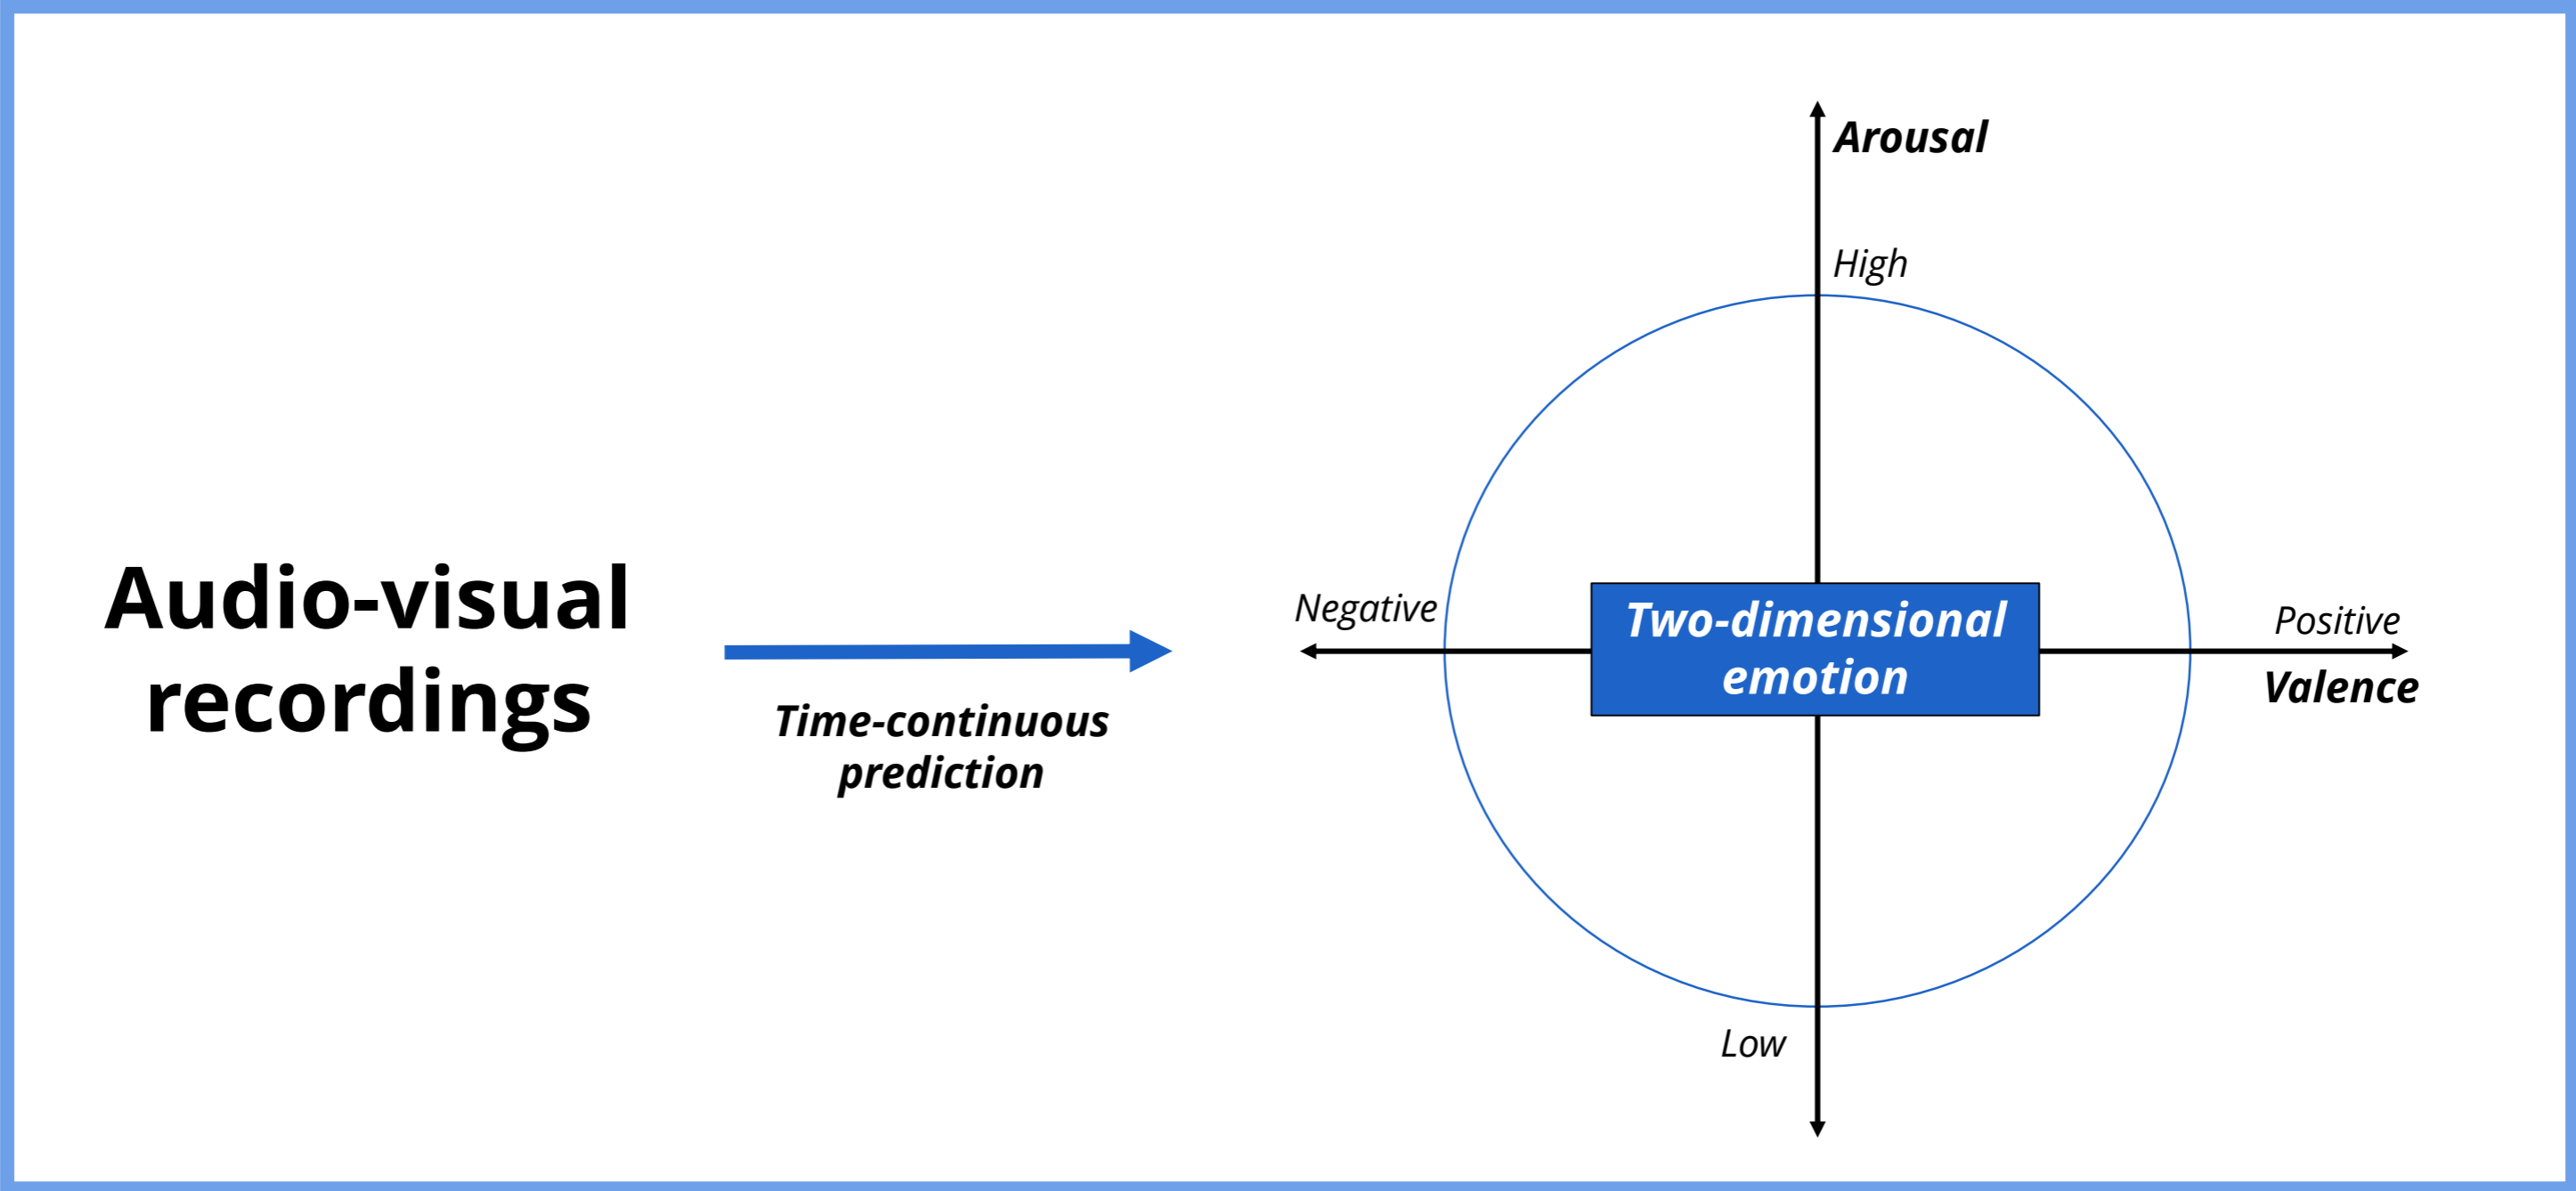 Audio-visual
recordings
Time-continuous
prediction
Arousal
High
Negative
Two-dimensional
emotion
Positive
Valence
Low